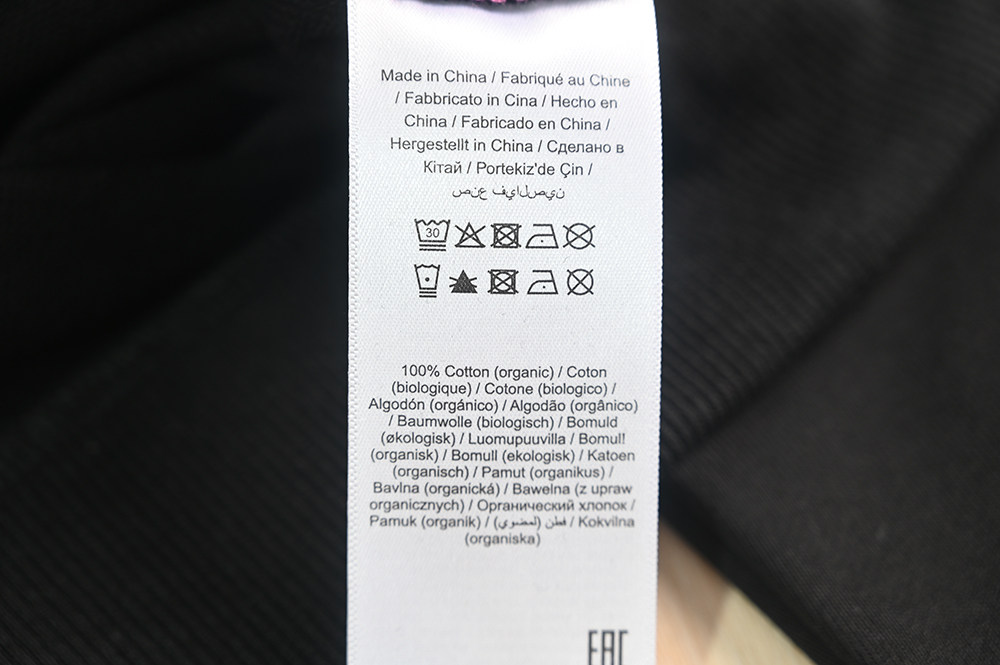 Made in China / Fabriqué au Chine
/ Fabbricato in Cina / Hecho en
China / Fabricado en China /
Hergestellt in China / Сделано в
Кітай / Portekiz'de Çin /
صنع فيالصين
30
100% Cotton (organic) / Coton
(biologique) / Cotone (biologico) /
Algodón (orgánico) / Algodão (orgânico)
/ Baumwolle (biologisch) / Bomuld
(økologisk) / Luomupuuvilla / Bomul!
(organisk) / Bomull (ekologisk) / Katoen
(organisch) / Pamut (organikus) /
Bavlna (organická) / Bawelna (z upraw
organicznych) / Органический хлопок /
Pamuk (organik) / قطن (لمضوي) / Kokvilna
(organiska)
EAC